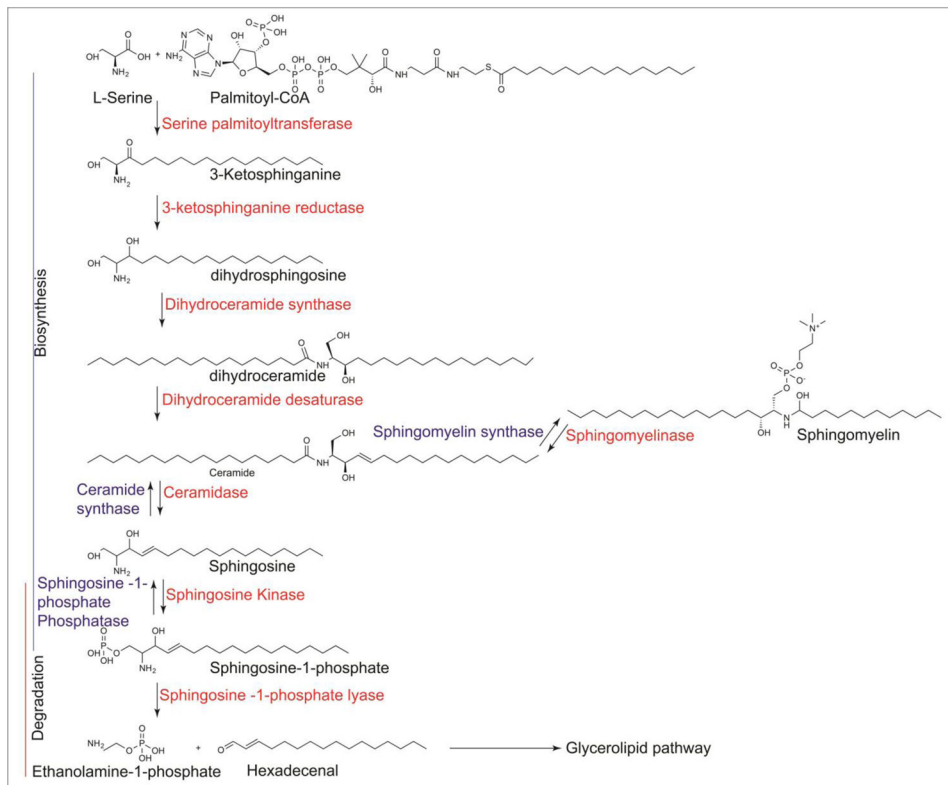 L-Serine
Palmitoyl-CoA
Serine palmitoyltransferase
3-Ketosphinganine
3-ketosphinganine reductase
dihydrosphingosine
Dihydroceramide synthase
dihydroceramide
Dihydroceramide desaturase
Sphingomyelin synthase
Sphingomyelinase
Sphingomyelin
Ceramide
Ceramide
synthase
Ceramidase
Sphingosine
Sphingosine -1-
phosphate
Phosphatase
Sphingosine Kinase
Sphingosine-1-phosphate
Sphingosine -1-phosphate lyase
Ethanolamine-1-phosphate
+
Hexadecenal
Glycerolipid pathway
Biosynthesis
Degradation